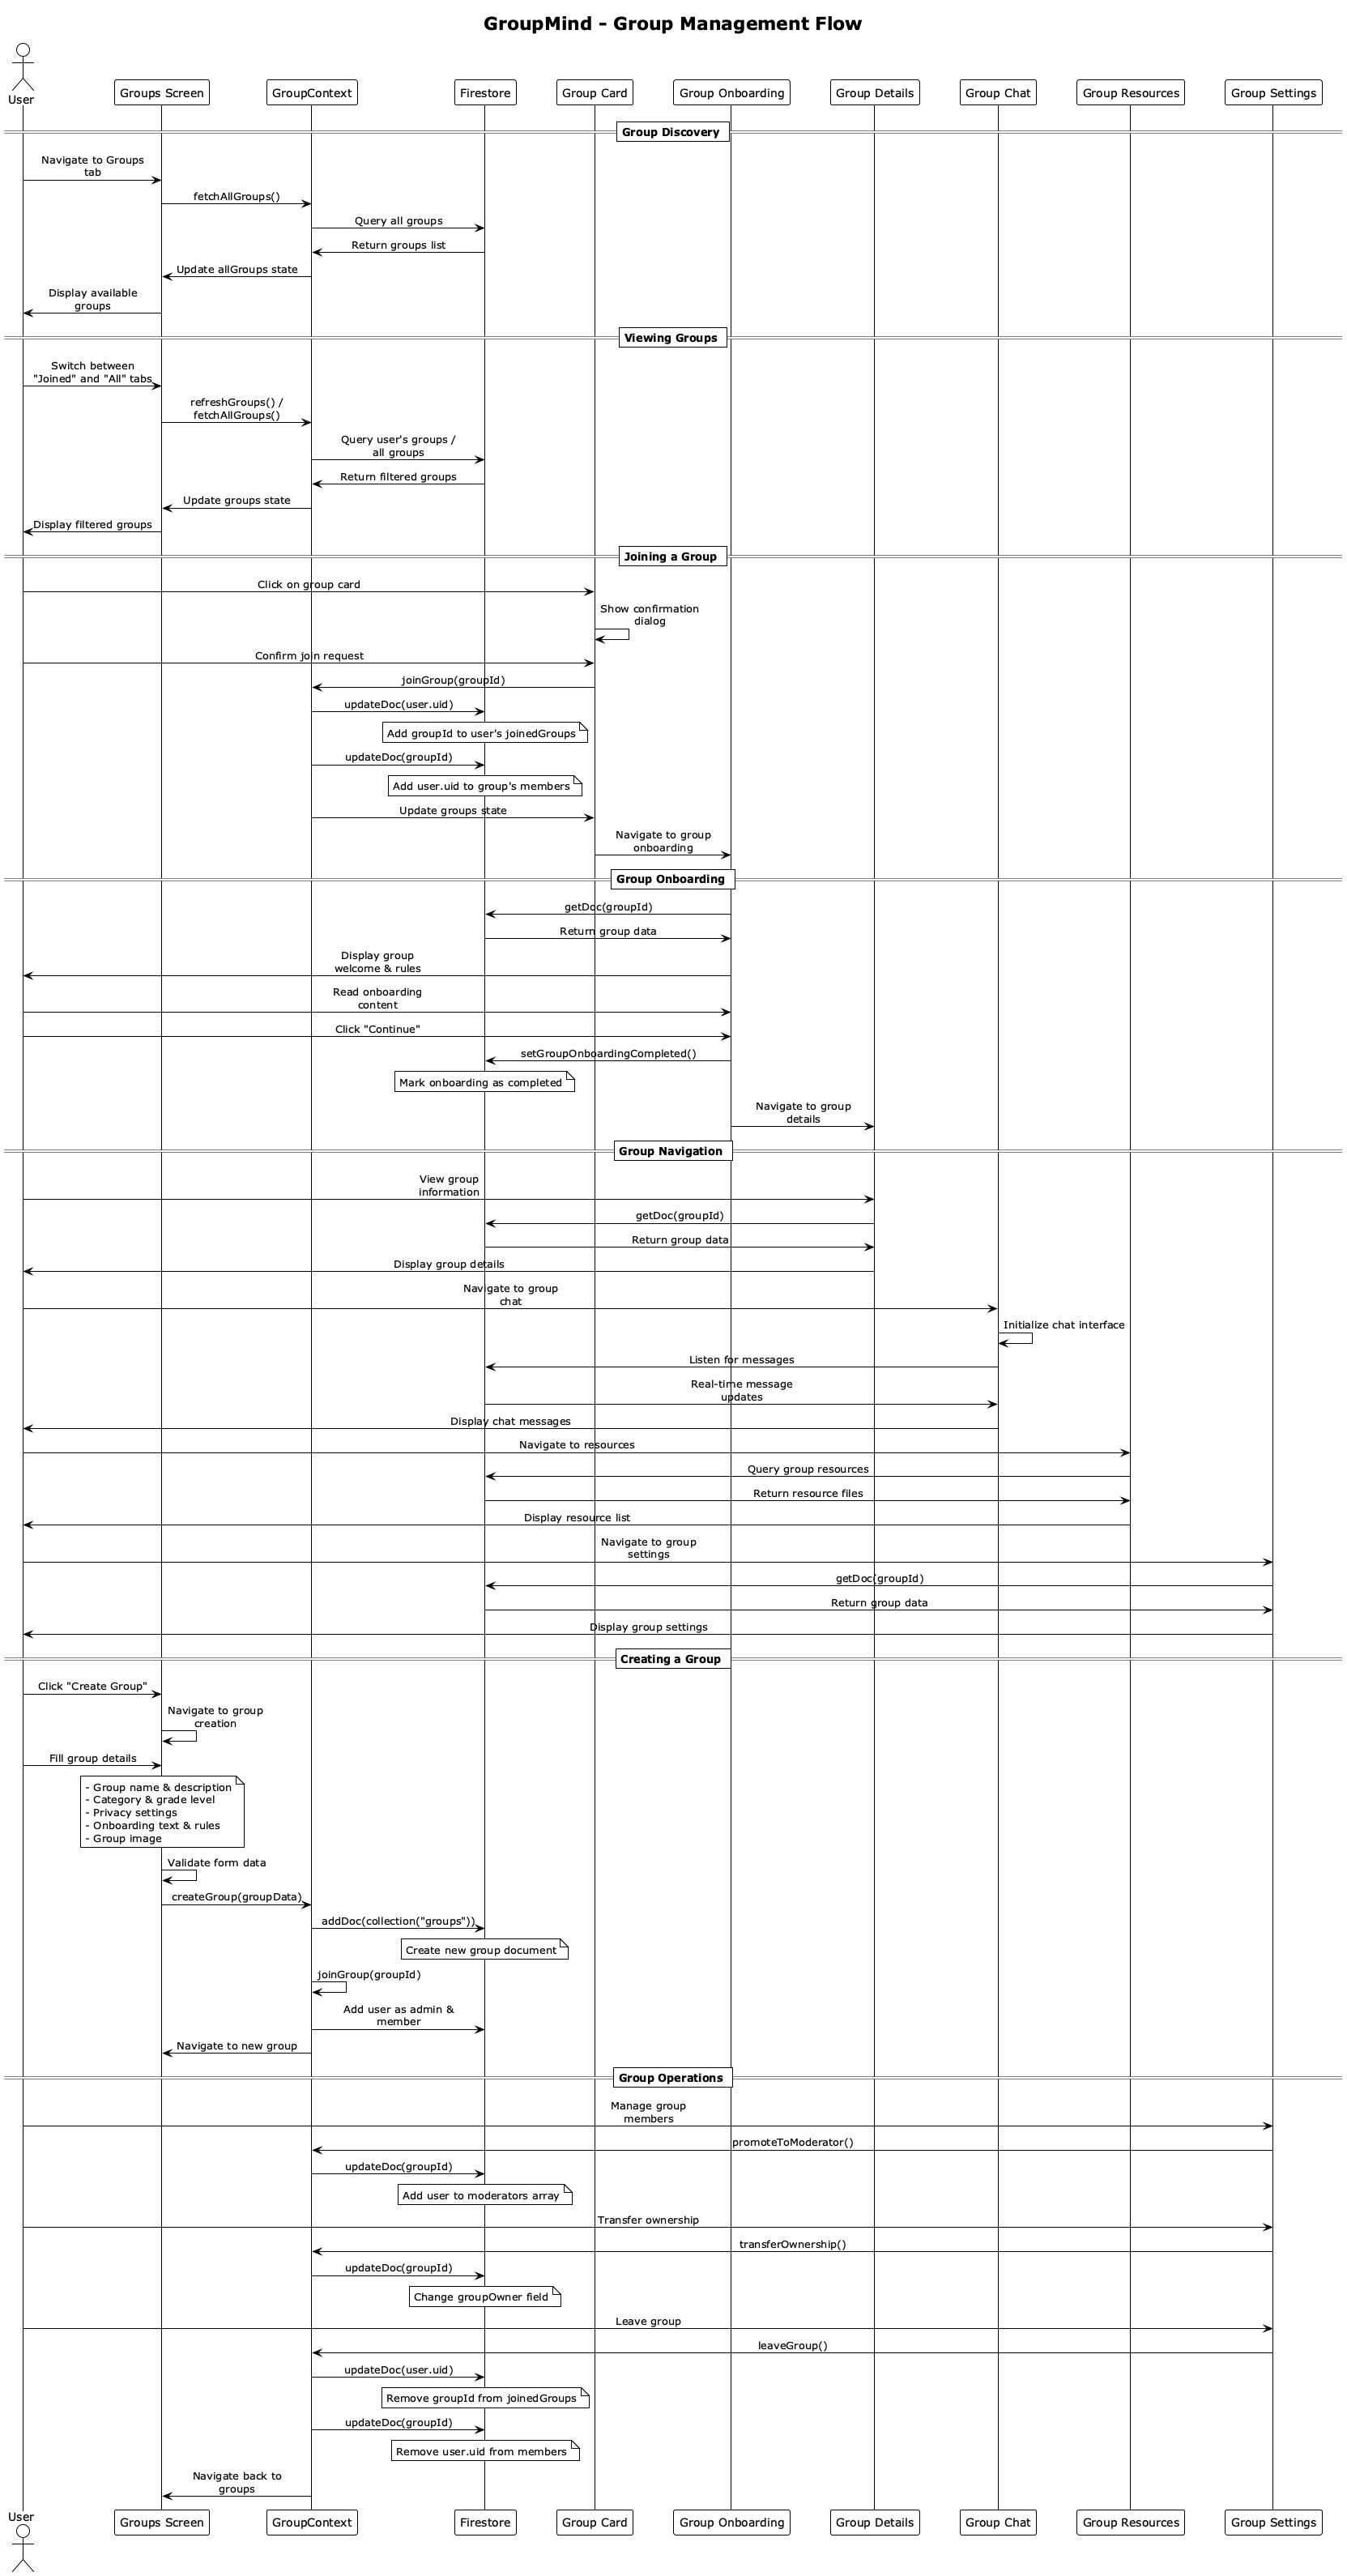 GroupMind - Group Management Flow
User
Groups Screen
GroupContext
Firestore
Group Card
Group Onboarding
Group Details
Group Chat
Group Resources
Group Settings
Group Discovery
Navigate to Groups
tab
fetchAllGroups()
Query all groups
Return groups list
Update allGroups state
Display available
groups
Viewing Groups
Switch between
"Joined" and "All" tabs
refreshGroups() /
fetchAllGroups()
Query user's groups /
all groups
Return filtered groups
Update groups state
Display filtered groups
Joining a Group
Click on group card
Show confirmation
dialog
Confirm join request
joinGroup(groupId)
updateDoc(user.uid)
Add groupId to user's joinedGroups
updateDoc(groupId)
Add user.uid to group's members
Update groups state
Navigate to group
onboarding
Group Onboarding
getDoc(groupId)
Return group data
Display group
welcome & rules
Read onboarding
content
Click "Continue"
setGroupOnboardingCompleted()
Mark onboarding as completed
Navigate to group
details
Group Navigation
View group
information
getDoc(groupId)
Return group data
Display group details
Navigate to group
chat
Initialize chat interface
Listen for messages
Real-time message
updates
Display chat messages
Navigate to resources
Query group resources
Return resource files
Display resource list
Navigate to group
settings
getDoc(groupId)
Return group data
Display group settings
Creating a Group
Click "Create Group"
Navigate to group
creation
Fill group details
- Group name & description
- Category & grade level
- Privacy settings
- Onboarding text & rules
- Group image
Validate form data
createGroup(groupData)
addDoc(collection("groups"))
Create new group document
joinGroup(groupId)
Add user as admin &
member
Navigate to new group
Group Operations
Manage group
members
promoteToModerator()
updateDoc(groupId)
Add user to moderators array
Transfer ownership
transferOwnership()
updateDoc(groupId)
Change groupOwner field
Leave group
leaveGroup()
updateDoc(user.uid)
Remove groupId from joinedGroups
updateDoc(groupId)
Remove user.uid from members
Navigate back to
groups
User
Groups Screen
GroupContext
Firestore
Group Card
Group Onboarding
Group Details
Group Chat
Group Resources
Group Settings